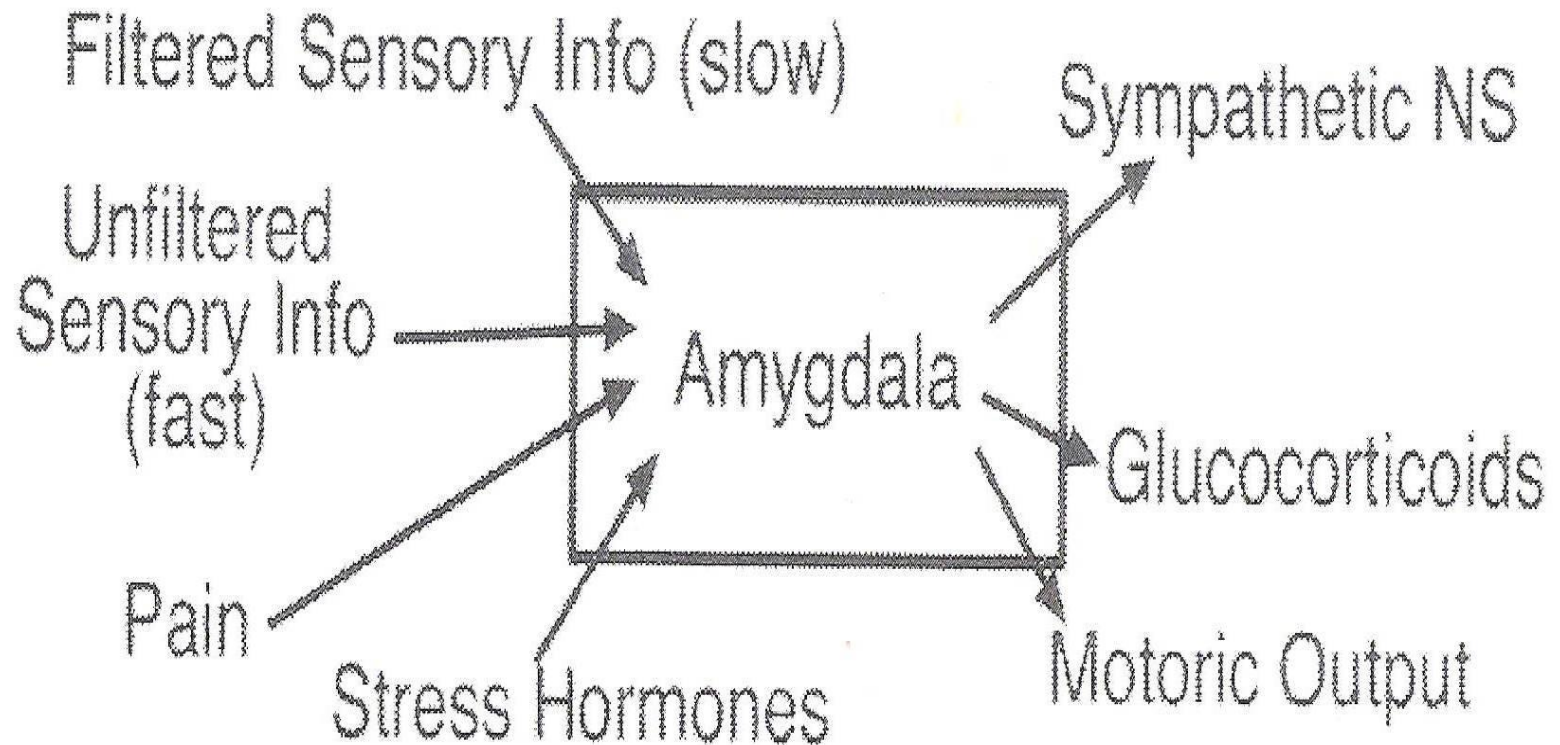 Filtered Sensory Info (slow)
Sympathetic NS
Unfiltered
Sensory Info
(fast)
Amygdala
Glucocorticoids
Pain
Stress Hormones
Motoric Output